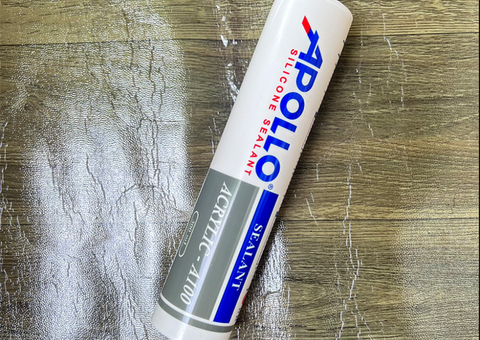 APOLLO®
SILICONE SEALANT
SEALANT
ACRYLIC - A100